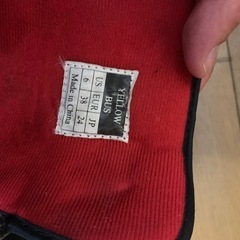 YELLOW
BUS
US EUR JP
6 38 24
Made in China